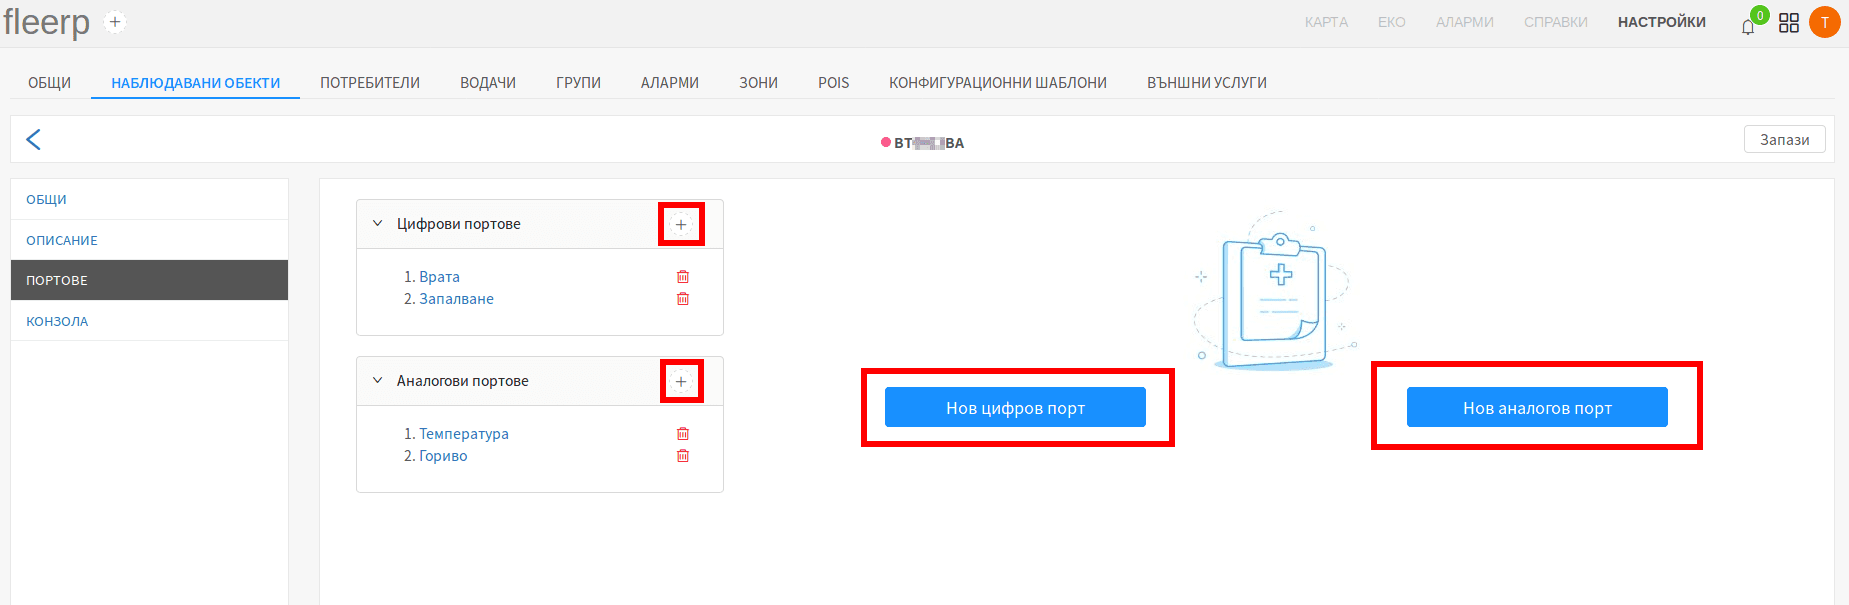 fleerp
КАРТА ЕКО АЛАРМИ СПРАВКИ НАСТРОЙКИ 0 T
ОБЩИ НАБЛЮДАВАНИ ОБЕКТИ ПОТРЕБИТЕЛИ ВОДАЧИ ГРУПИ АЛАРМИ ЗОНИ POIS КОНФИГУРАЦИОННИ ШАБЛОНИ ВЪНШНИ УСЛУГИ
BT BA
Запази
ОБЩИ
ОПИСАНИЕ
ПОРТОВЕ
КОНЗОЛА
Цифрови портове
1. Врата
2. Запалване
Аналогови портове
1. Температура
2. Гориво
Нов цифров порт
Нов аналогов порт